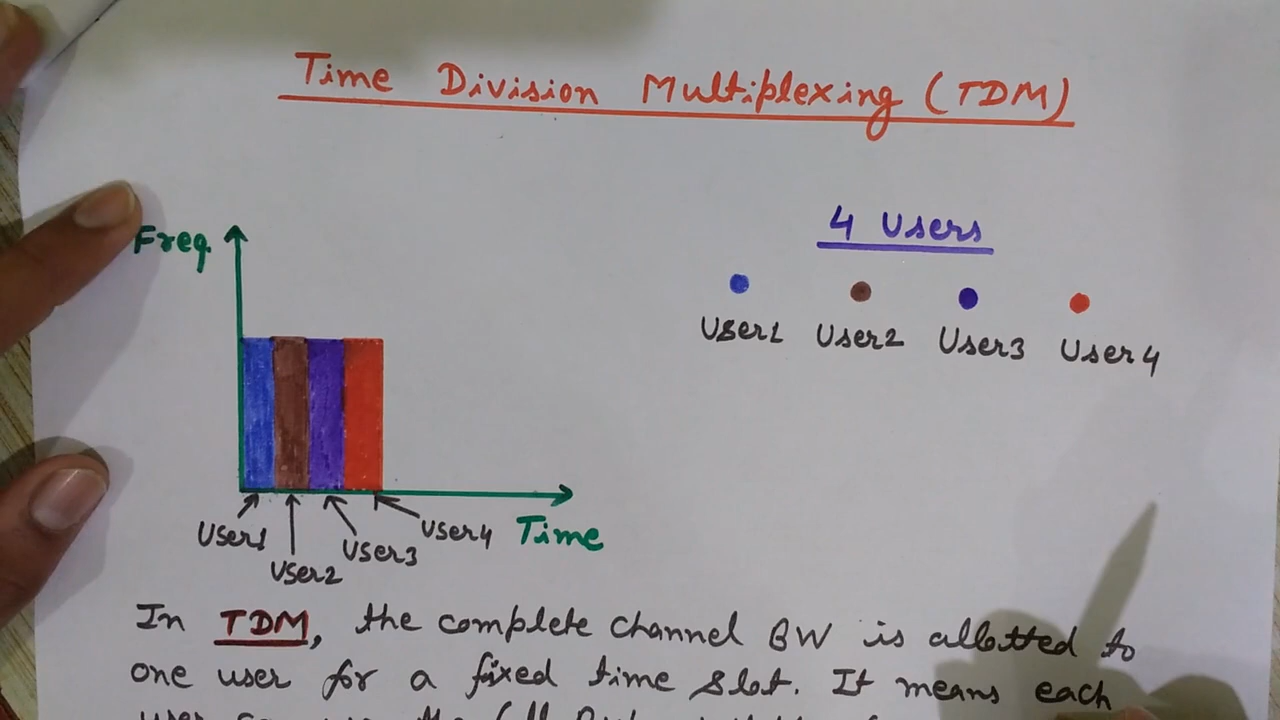 Time Division Multiplexing (TDM)
4 Users
User1 User2 User3 User4
Freq.
User1 User2 User3 User4 Time
In TDM, the complete channel BW is allotted to
one user for a fixed time slot. It means each